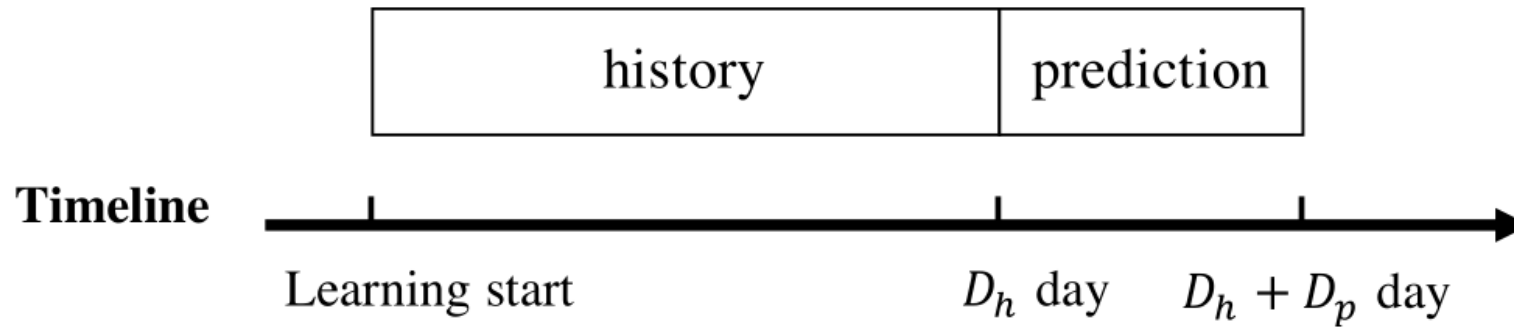 history prediction
Timeline
Learning start D_h day D_h + D_p day